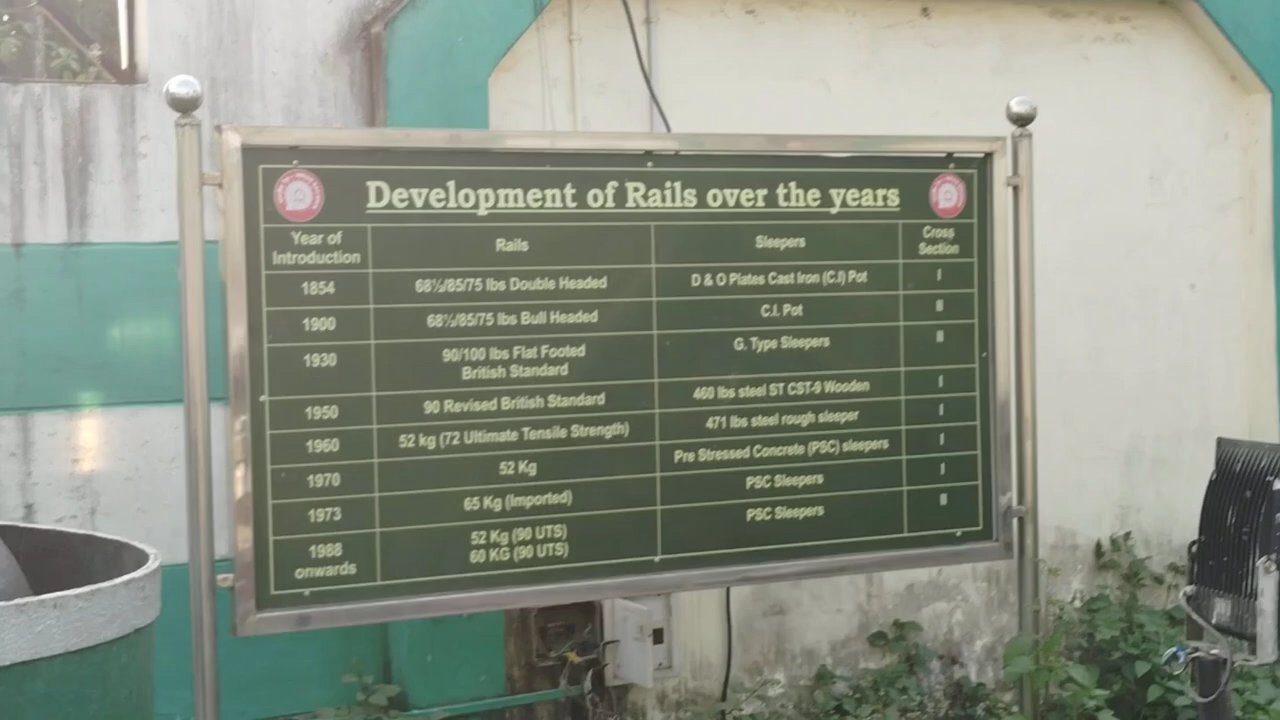 Development of Rails over the years
Year of Introduction Rails Sleepers Cross Section
1854 68½/85/75 lbs Double Headed D & O Plates Cast Iron (C.I) Pot I
1900 68½/85/75 lbs Bull Headed C.I. Pot II
1930 90/100 lbs Flat Footed British Standard G. Type Sleepers II
1950 90 Revised British Standard 460 lbs steel ST CST-9 Wooden I
1960 52 kg (72 Ultimate Tensile Strength) 471 lbs steel rough sleeper I
1970 52 Kg Pre Stressed Concrete (PSC) sleepers I
1973 65 Kg (Imported) PSC Sleepers I
1988 onwards 52 Kg (90 UTS) 60 KG (90 UTS) PSC Sleepers II